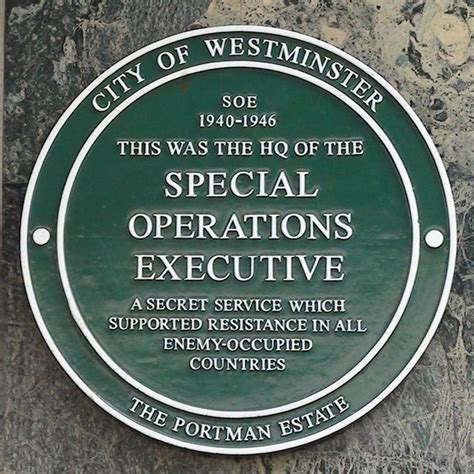 CITY OF WESTMINSTER
SOE
1940-1946
THIS WAS THE HQ OF THE
SPECIAL
OPERATIONS
EXECUTIVE
A SECRET SERVICE WHICH
SUPPORTED RESISTANCE IN ALL
ENEMY-OCCUPIED
COUNTRIES
THE PORTMAN ESTATE